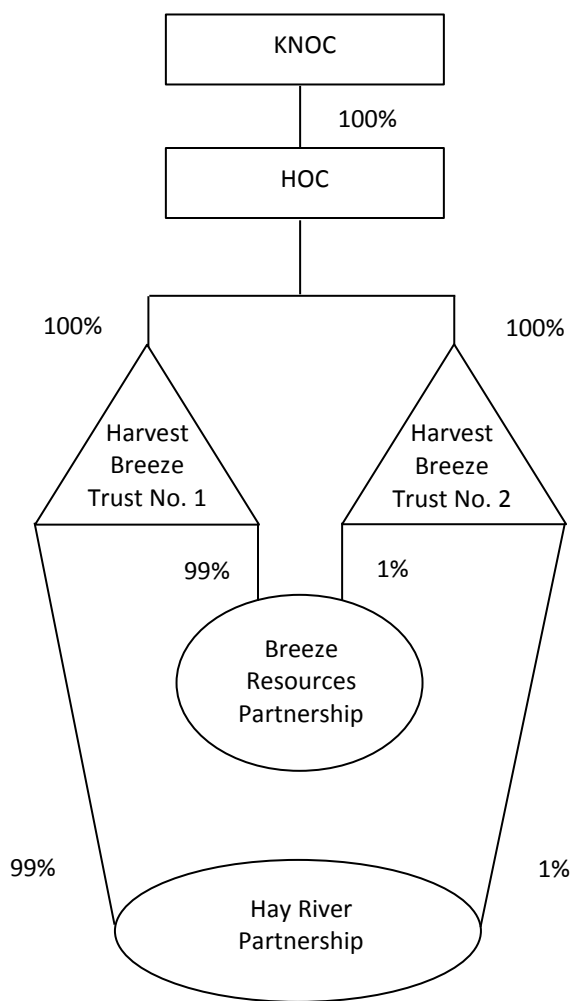 KNOC
100%
HOC
100%
100%
Harvest
Breeze
Trust No. 1
Harvest
Breeze
Trust No. 2
99%
1%
Breeze
Resources
Partnership
99%
1%
Hay River
Partnership